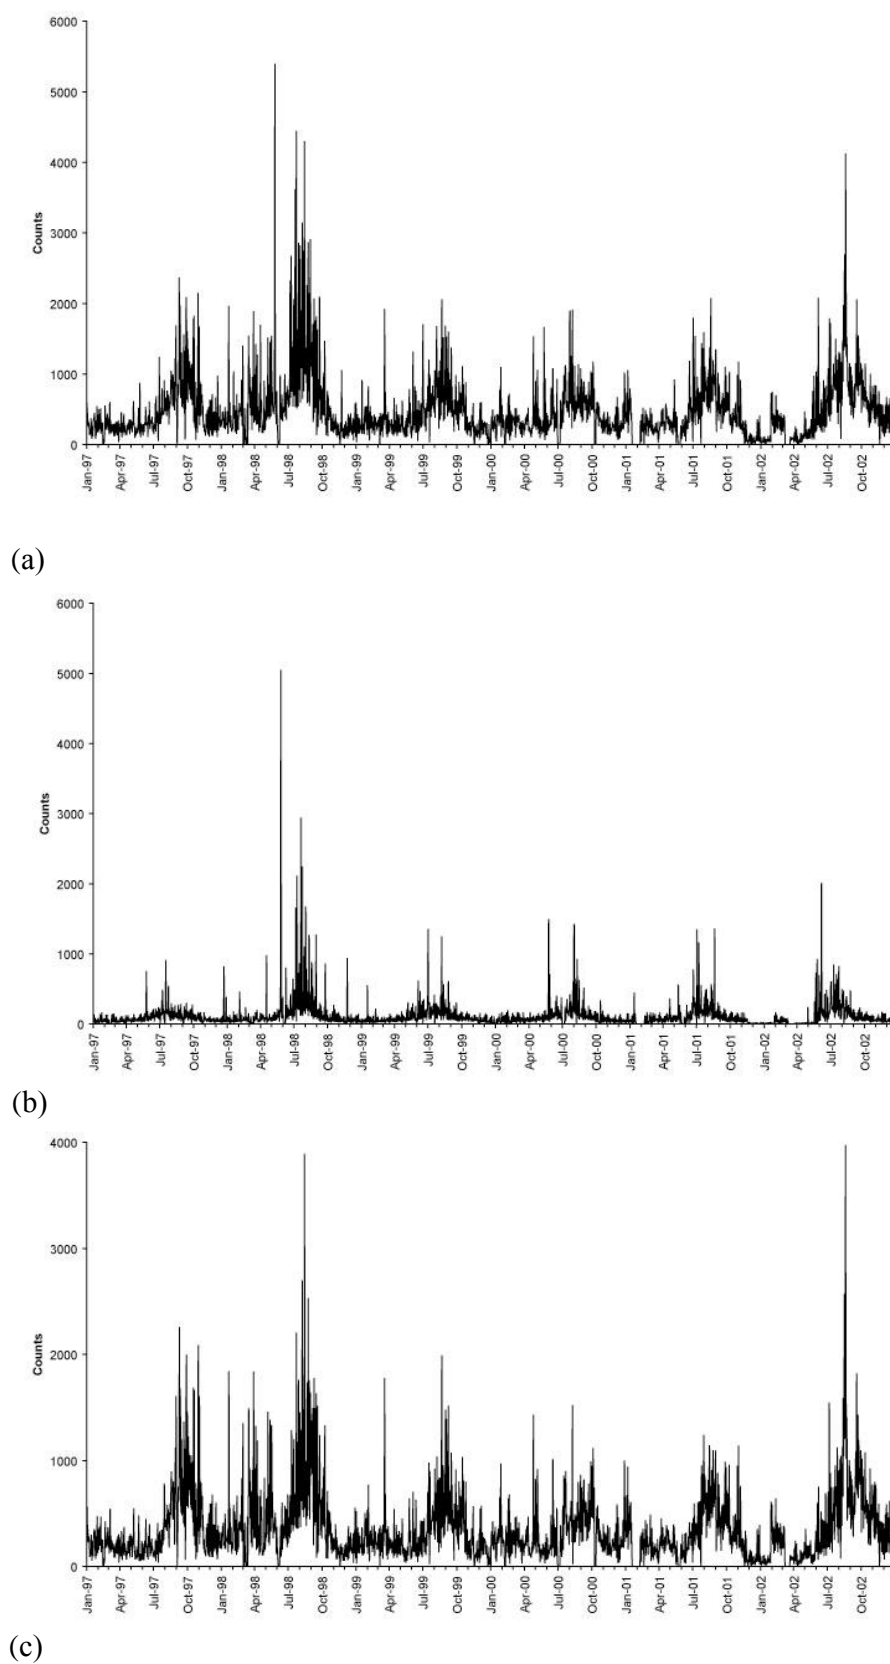 6000
5000
4000
3000
2000
1000
0
Counts
Jan-97 Apr-97 Jul-97 Oct-97 Jan-98 Apr-98 Jul-98 Oct-98 Jan-99 Apr-99 Jul-99 Oct-99 Jan-00 Apr-00 Jul-00 Oct-00 Jan-01 Apr-01 Jul-01 Oct-01 Jan-02 Apr-02 Jul-02 Oct-02
(a)
6000
5000
4000
3000
2000
1000
0
Counts
Jan-97 Apr-97 Jul-97 Oct-97 Jan-98 Apr-98 Jul-98 Oct-98 Jan-99 Apr-99 Jul-99 Oct-99 Jan-00 Apr-00 Jul-00 Oct-00 Jan-01 Apr-01 Jul-01 Oct-01 Jan-02 Apr-02 Jul-02 Oct-02
(b)
4000
3000
2000
1000
0
Counts
Jan-97 Apr-97 Jul-97 Oct-97 Jan-98 Apr-98 Jul-98 Oct-98 Jan-99 Apr-99 Jul-99 Oct-99 Jan-00 Apr-00 Jul-00 Oct-00 Jan-01 Apr-01 Jul-01 Oct-01 Jan-02 Apr-02 Jul-02 Oct-02
(c)